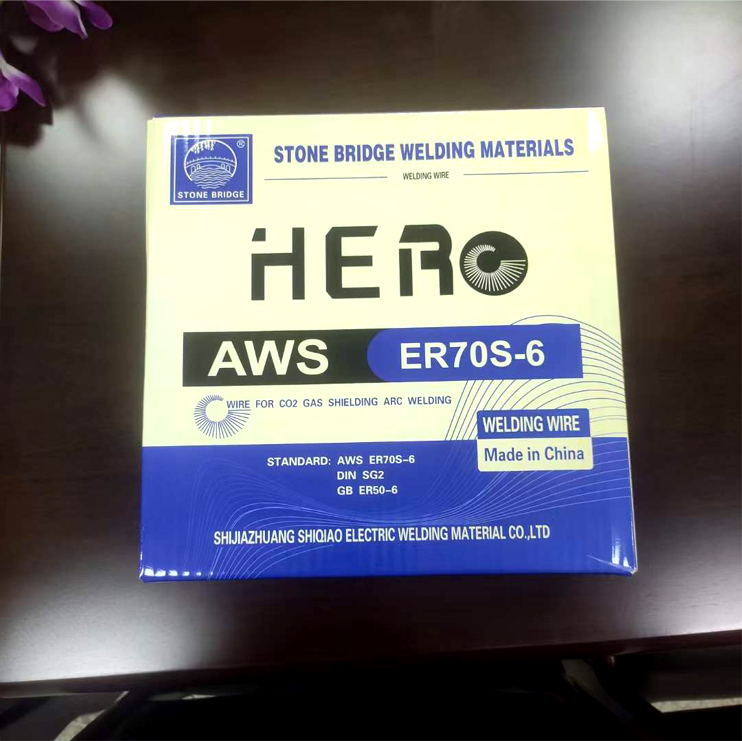 ®
STONE BRIDGE
STONE BRIDGE WELDING MATERIALS
WELDING WIRE
HERO
AWS ER70S-6
WIRE FOR CO2 GAS SHIELDING ARC WELDING
WELDING WIRE
Made in China
STANDARD: AWS ER70S-6
DIN SG2
GB ER50-6
SHIJIAZHUANG SHIQIAO ELECTRIC WELDING MATERIAL CO.,LTD